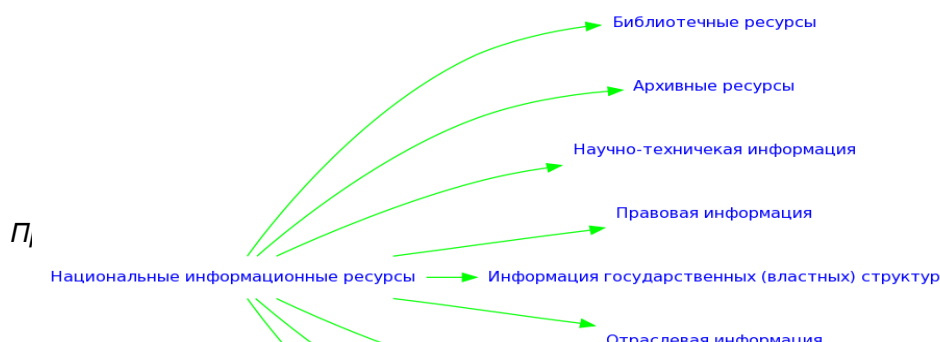 Библиотечные ресурсы
Архивные ресурсы
Научно-техничекая информация
Правовая информация
Национальные информационные ресурсы
Информация государственных (властных) структур
Отраслевая информация